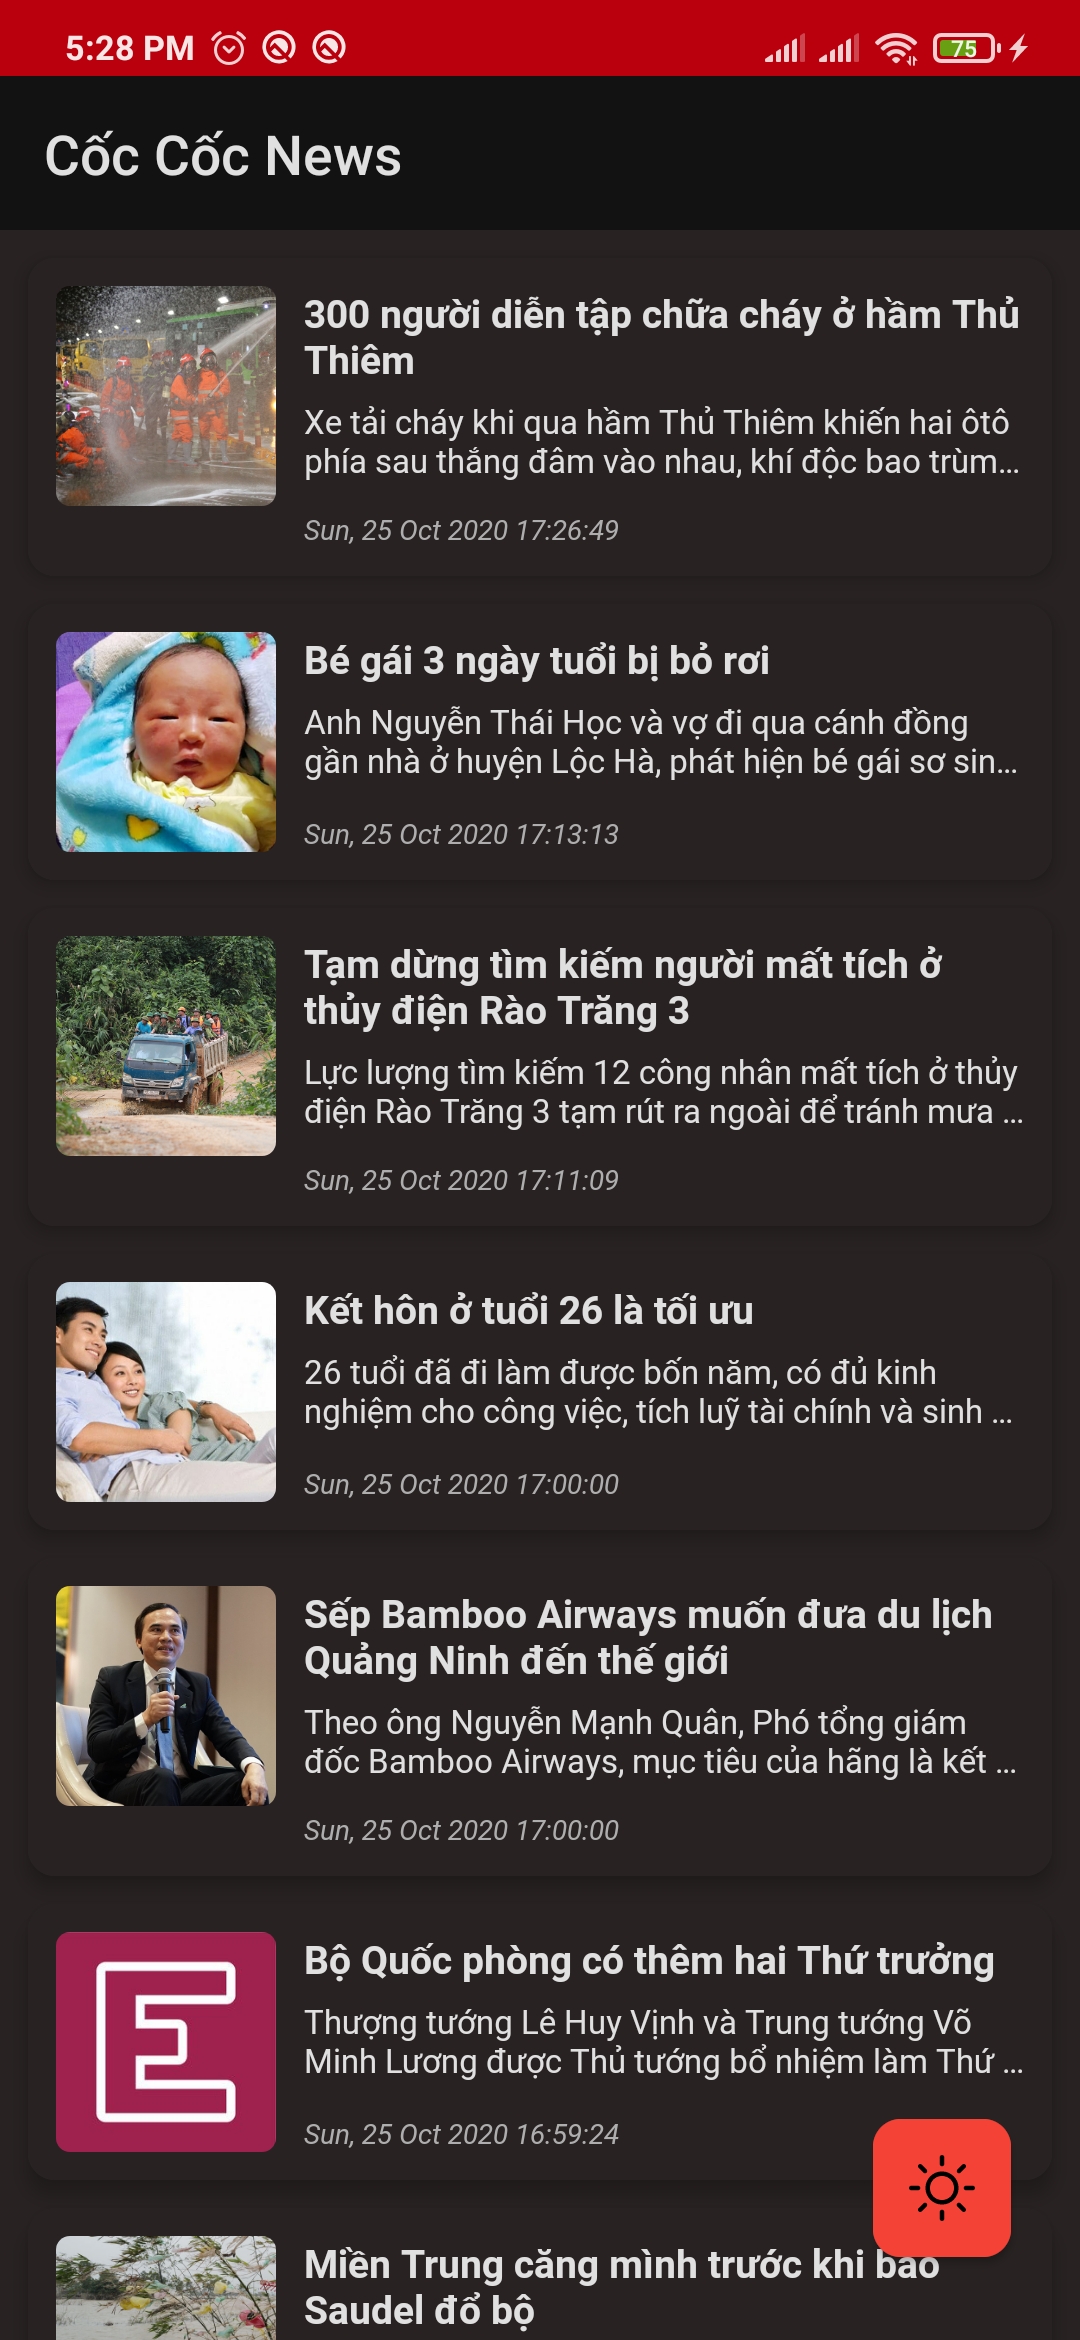 5:28 PM
75
Cốc Cốc News
300 người diễn tập chữa cháy ở hầm Thủ
Thiêm
Xe tải cháy khi qua hầm Thủ Thiêm khiến hai ôtô
phía sau thắng đâm vào nhau, khí độc bao trùm...
Sun, 25 Oct 2020 17:26:49
Bé gái 3 ngày tuổi bị bỏ rơi
Anh Nguyễn Thái Học và vợ đi qua cánh đồng
gần nhà ở huyện Lộc Hà, phát hiện bé gái sơ sin...
Sun, 25 Oct 2020 17:13:13
Tạm dừng tìm kiếm người mất tích ở
thủy điện Rào Trăng 3
Lực lượng tìm kiếm 12 công nhân mất tích ở thủy
điện Rào Trăng 3 tạm rút ra ngoài để tránh mưa ...
Sun, 25 Oct 2020 17:11:09
Kết hôn ở tuổi 26 là tối ưu
26 tuổi đã đi làm được bốn năm, có đủ kinh
nghiệm cho công việc, tích luỹ tài chính và sinh ...
Sun, 25 Oct 2020 17:00:00
Sếp Bamboo Airways muốn đưa du lịch
Quảng Ninh đến thế giới
Theo ông Nguyễn Mạnh Quân, Phó tổng giám
đốc Bamboo Airways, mục tiêu của hãng là kết ...
Sun, 25 Oct 2020 17:00:00
E
Bộ Quốc phòng có thêm hai Thứ trưởng
Thượng tướng Lê Huy Vịnh và Trung tướng Võ
Minh Lương được Thủ tướng bổ nhiệm làm Thứ ...
Sun, 25 Oct 2020 16:59:24
Miền Trung căng mình trước khi bão
Saudel đổ bộ